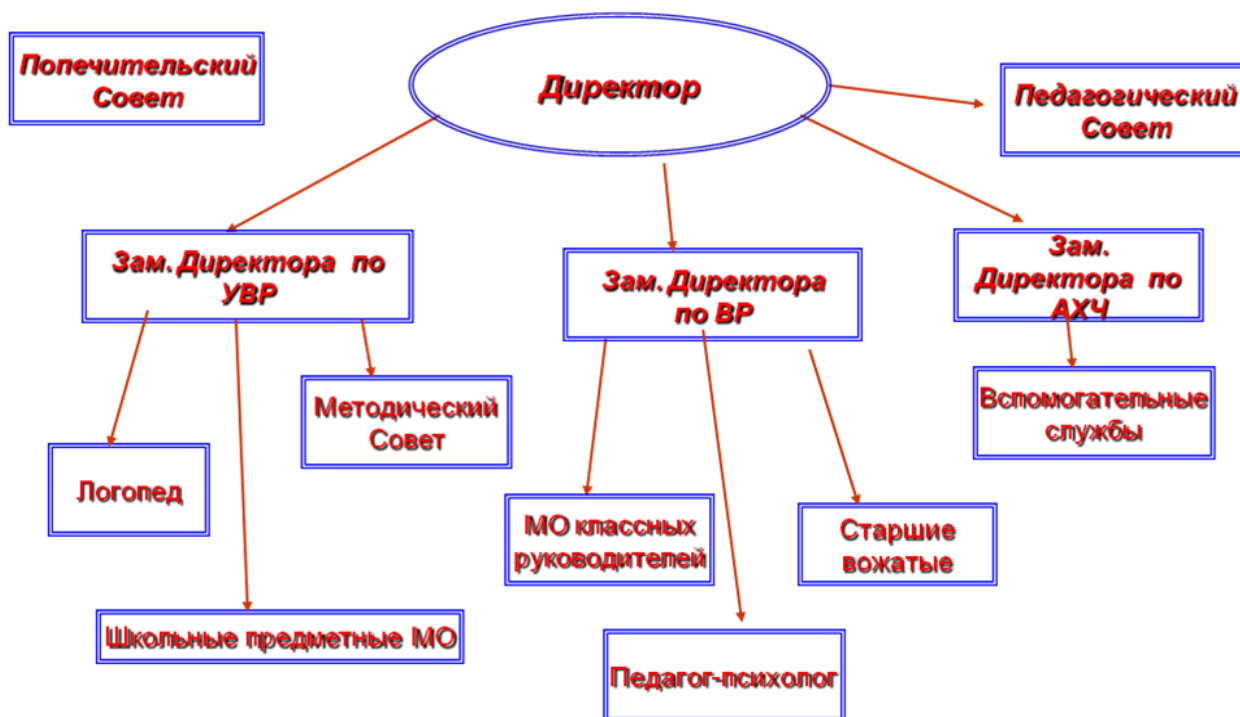 Попечительский
Совет
Директор
Педагогический
Совет
Зам. Директора по
УВР
Зам. Директора
по ВР
Зам.
Директора по
АХЧ
Логопед
Методический
Совет
Школьные предметные МО
МО классных
руководителей
Педагог-психолог
Старшие
вожатые
Вспомогательные
службы